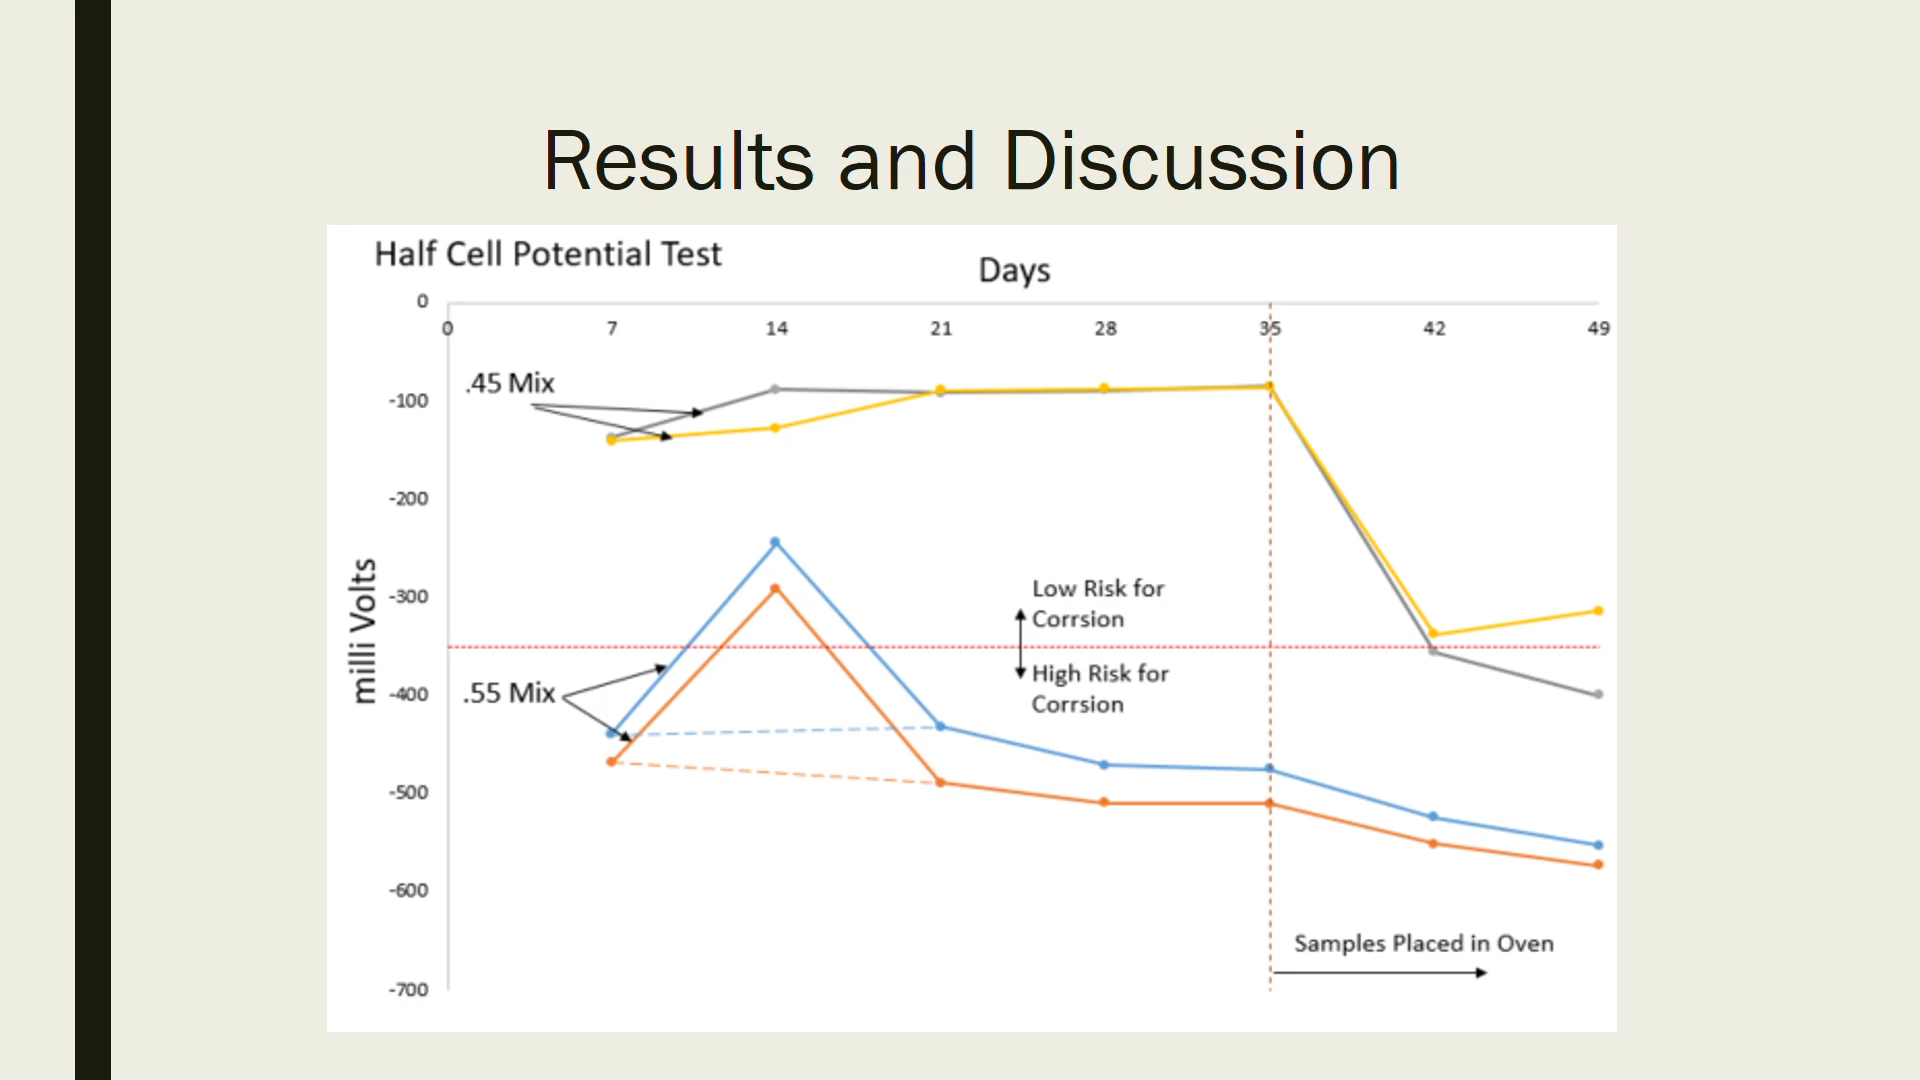 Results and Discussion
Half Cell Potential Test
Days
0
0 7 14 21 28 35 42 49
.45 Mix
-100
-200
milli Volts
-300
Low Risk for
Corrsion
High Risk for
Corrsion
.55 Mix
-400
-500
-600
Samples Placed in Oven
-700